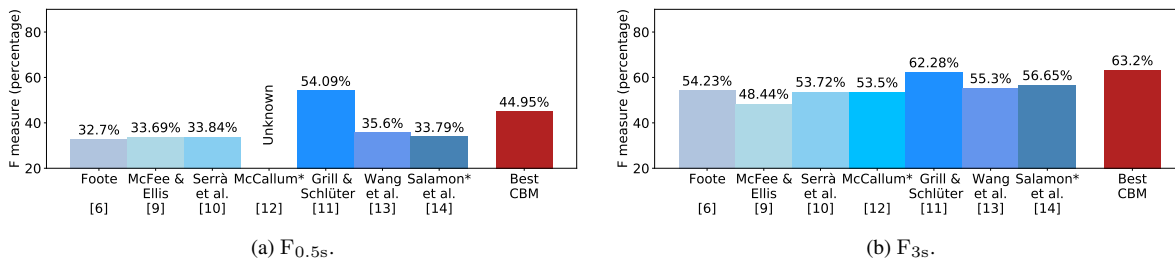 F measure (percentage)
80
60
40
20
32.7%
33.69%
33.84%
Unknown
54.09%
35.6%
33.79%
44.95%
Foote McFee & Serrà McCallum* Grill & Wang Salamon* Best
Ellis et al. Schlüter et al. et al. CBM
[6] [9] [10] [12] [11] [13] [14]
(a) F0.5s.
F measure (percentage)
80
60
40
20
54.23%
48.44%
53.72%
53.5%
62.28%
55.3%
56.65%
63.2%
Foote McFee & Serrà McCallum* Grill & Wang Salamon* Best
Ellis et al. Schlüter et al. et al. CBM
[6] [9] [10] [12] [11] [13] [14]
(b) F3s.